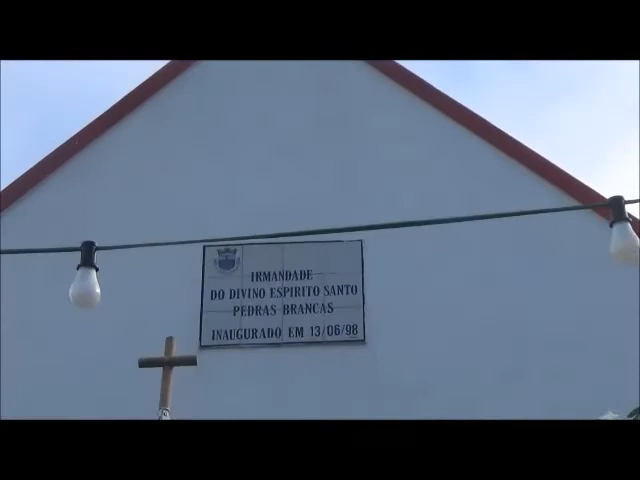 IRMANDADE
DO DIVINO ESPIRITO SANTO
PEDRAS BRANCAS
INAUGURADO EM 13/06/98